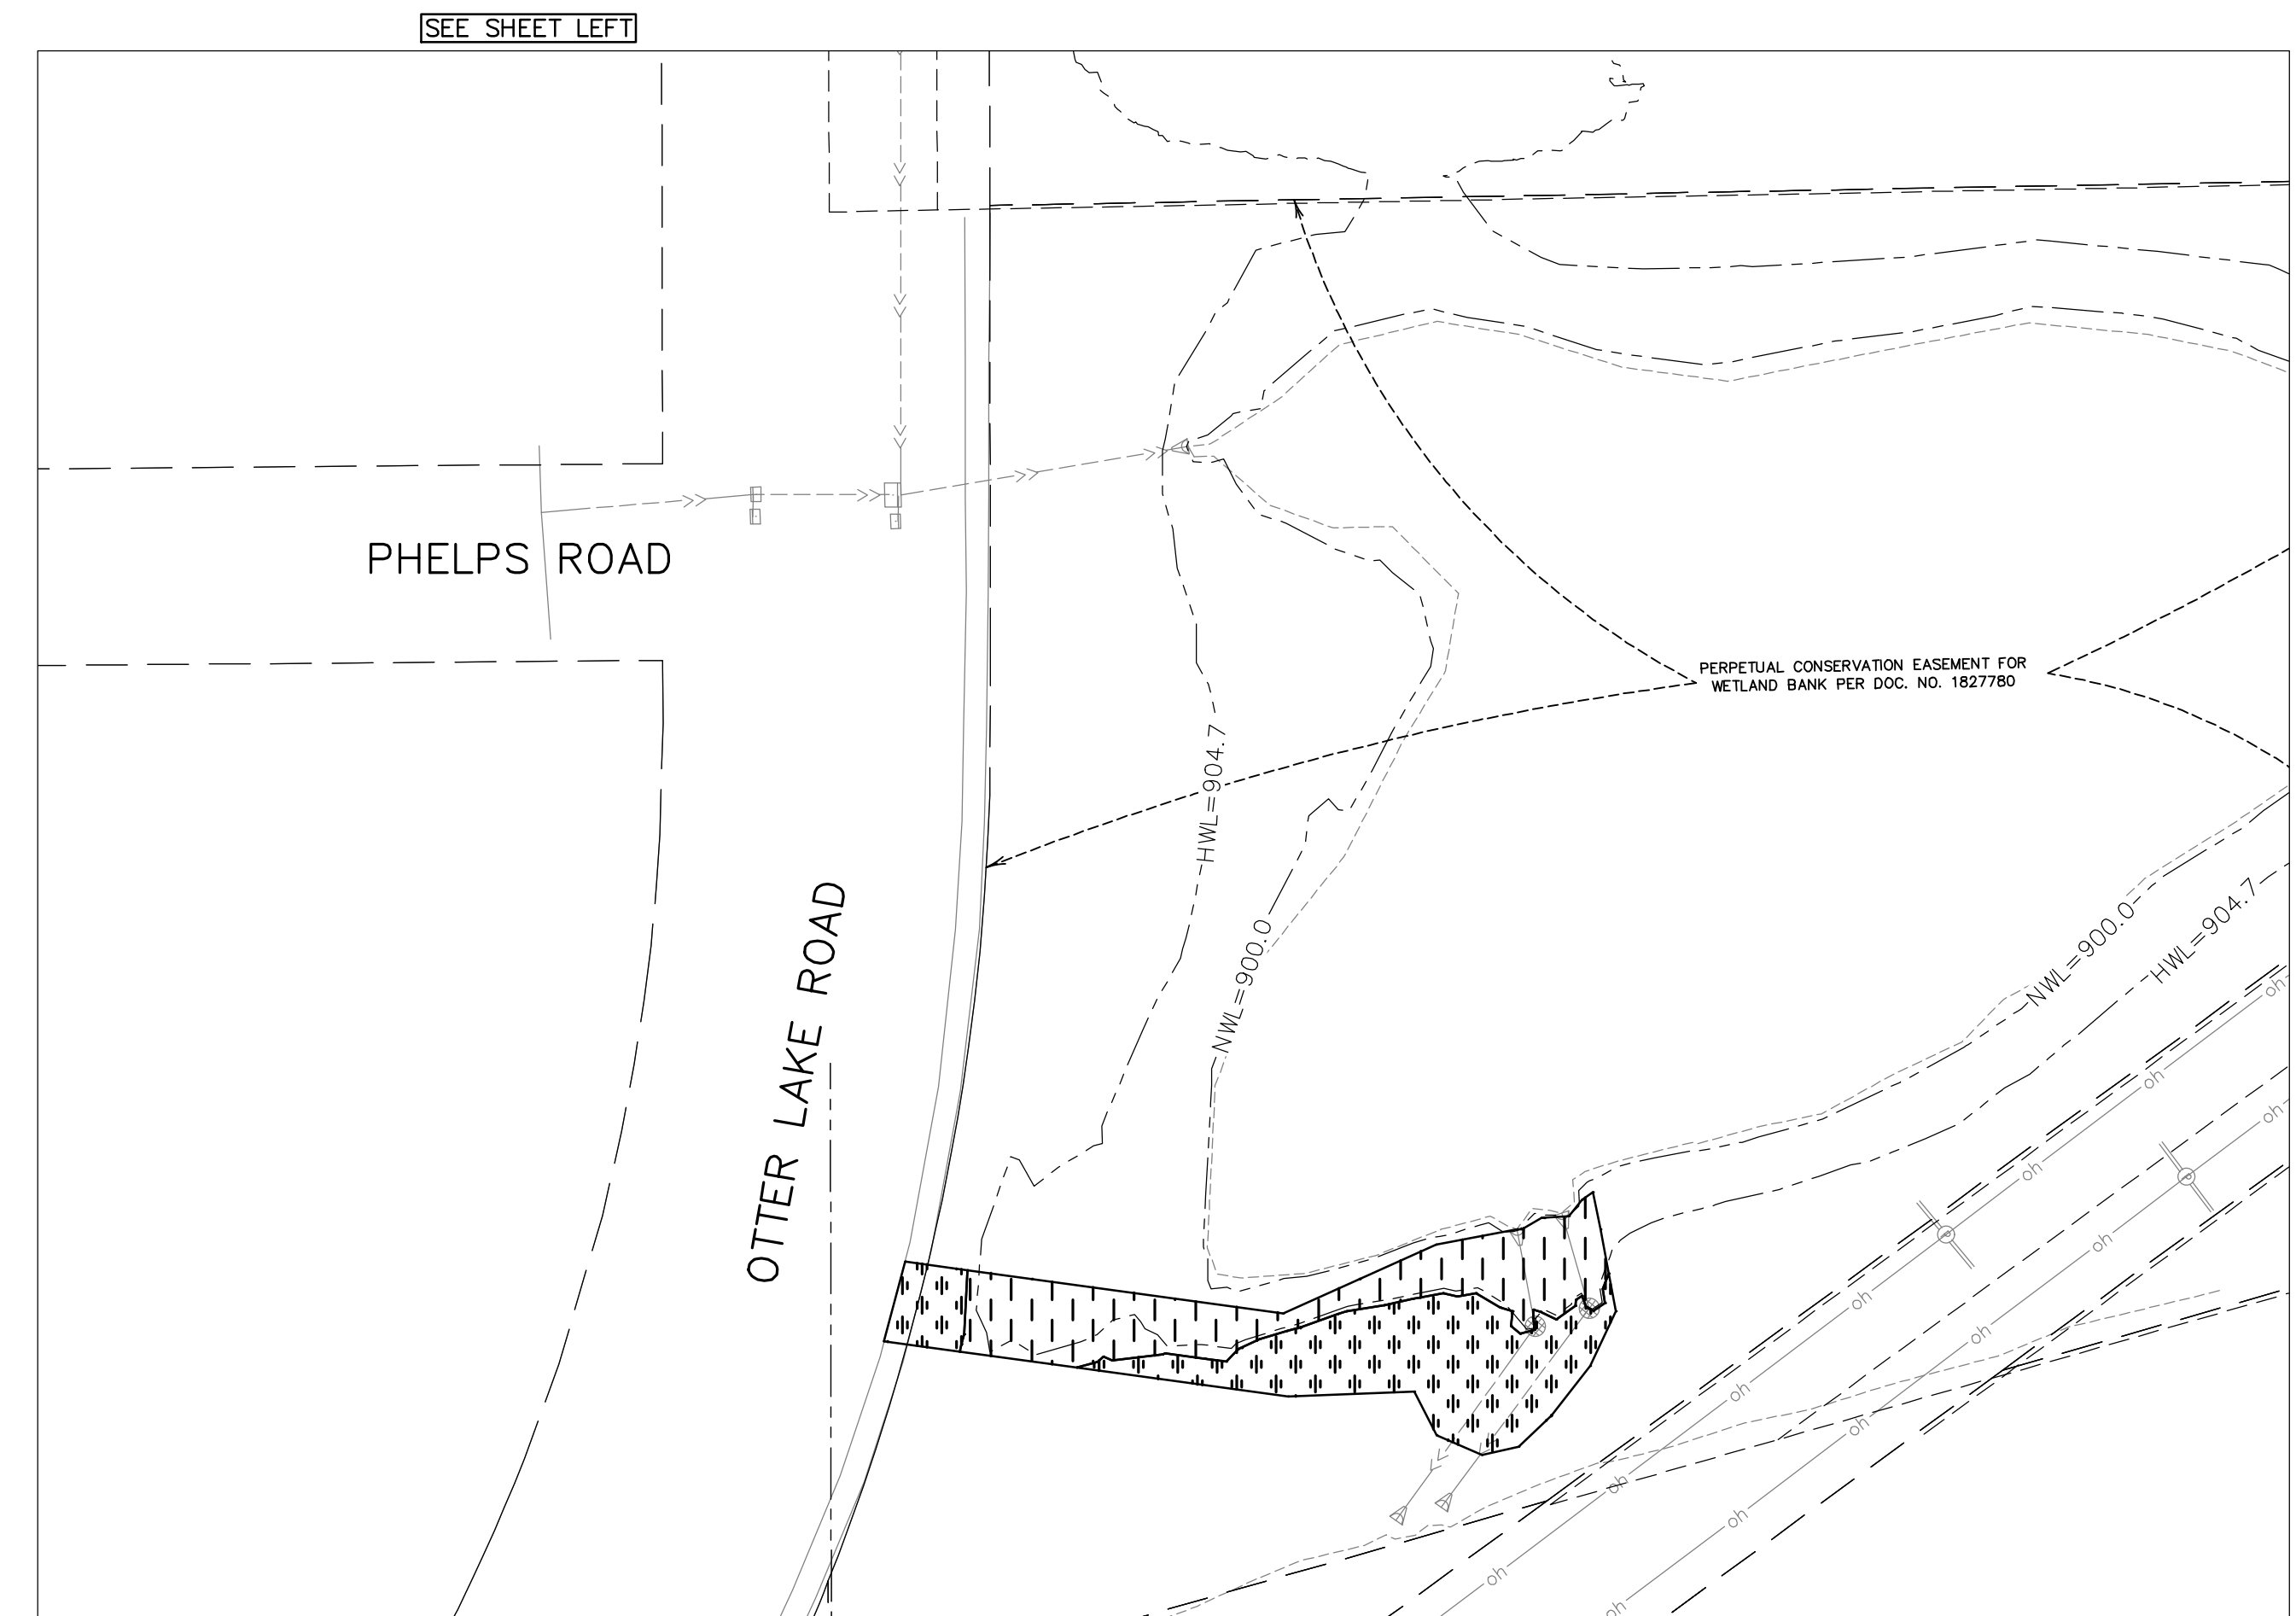 SEE SHEET LEFT
PHELPS ROAD
PERPETUAL CONSERVATION EASEMENT FOR
WETLAND BANK PER DOC. NO. 1827780
HWL=904.7
OTTER LAKE ROAD
NWL=900.0
NWL=900.0
HWL=904.7
oh
oh
oh
oh
oh
oh
oh
oh
oh
oh
oh
oh
oh